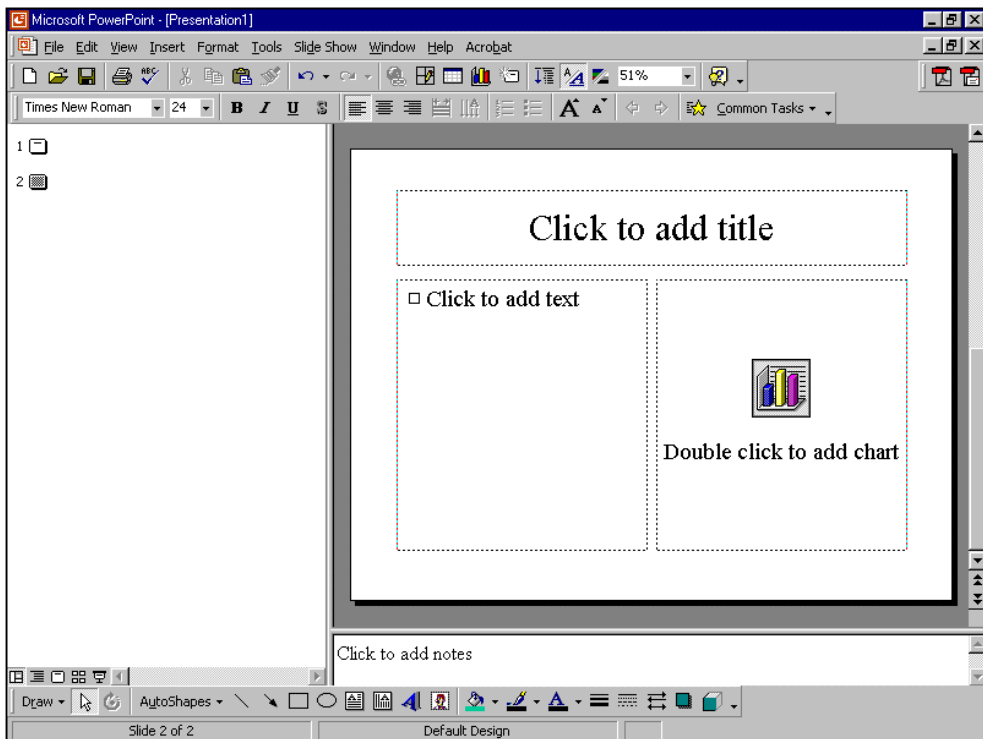 Microsoft PowerPoint - [Presentation1]
File Edit View Insert Format Tools Slide Show Window Help Acrobat
ABC 51%
Times New Roman 24 B I U S A A Common Tasks
1
2
Click to add title
Click to add text
Double click to add chart
Click to add notes
Draw AutoShapes A A
Slide 2 of 2 Default Design